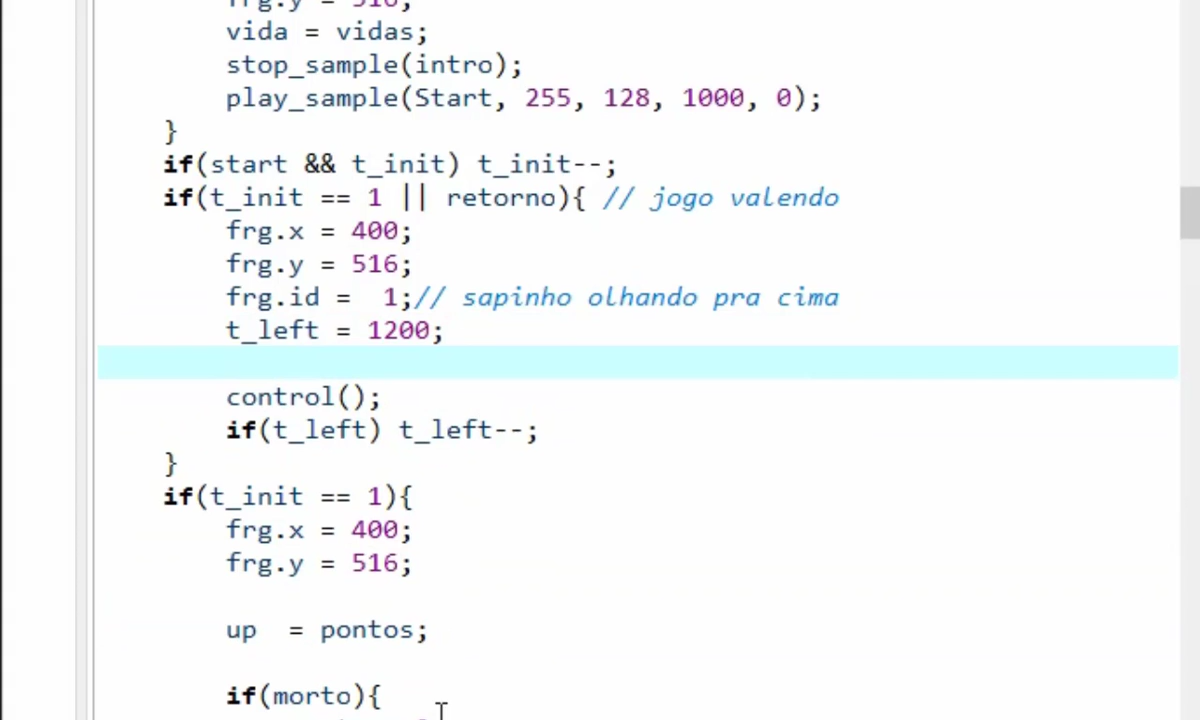 frg.y = 516;
vida = vidas;
stop_sample(intro);
play_sample(Start, 255, 128, 1000, 0);
}
if(start && t_init) t_init--;
if(t_init == 1 || retorno){ // jogo valendo
frg.x = 400;
frg.y = 516;
frg.id =  1;// sapinho olhando pra cima
t_left = 1200;
control();
if(t_left) t_left--;
}
if(t_init == 1){
frg.x = 400;
frg.y = 516;
up  = pontos;
if(morto){